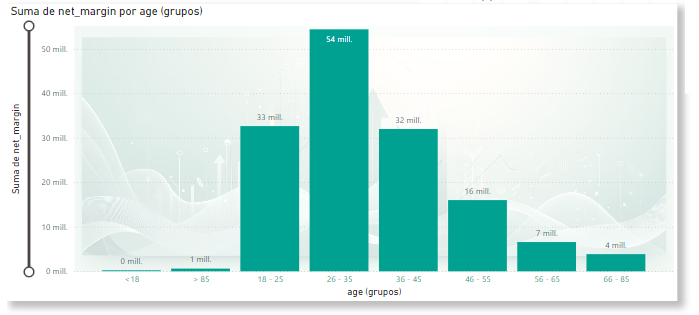 Suma de net_margin por age (grupos)
Suma de net_margin
50 mill.
40 mill.
30 mill.
20 mill.
10 mill.
0 mill.
0 mill.
1 mill.
33 mill.
54 mill.
32 mill.
16 mill.
7 mill.
4 mill.
<18
> 85
18 - 25
26 - 35
36 - 45
46 - 55
56 - 65
66 - 85
age (grupos)